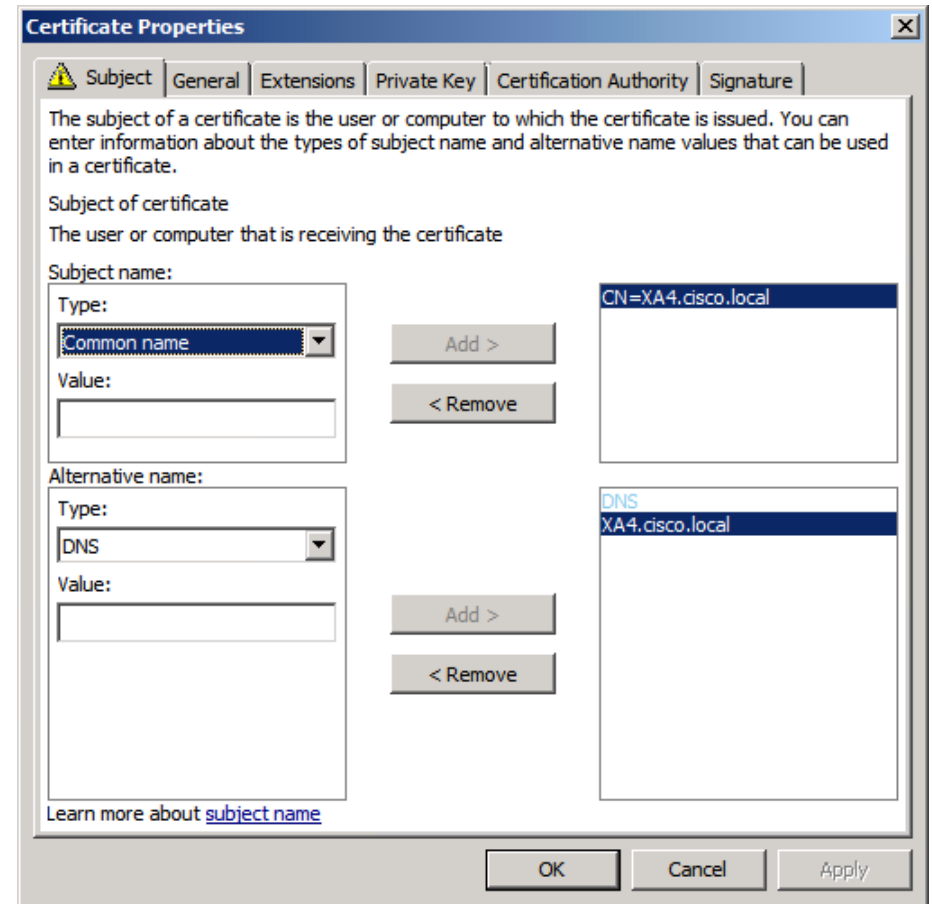 Certificate Properties
Subject General Extensions Private Key Certification Authority Signature
The subject of a certificate is the user or computer to which the certificate is issued. You can
enter information about the types of subject name and alternative name values that can be used
in a certificate.
Subject of certificate
The user or computer that is receiving the certificate
Subject name:
Type:
Common name
Value:
Add >
< Remove
CN=XA4.cisco.local
Alternative name:
Type:
DNS
Value:
Add >
< Remove
DNS
XA4.cisco.local
Learn more about subject name
OK Cancel Apply